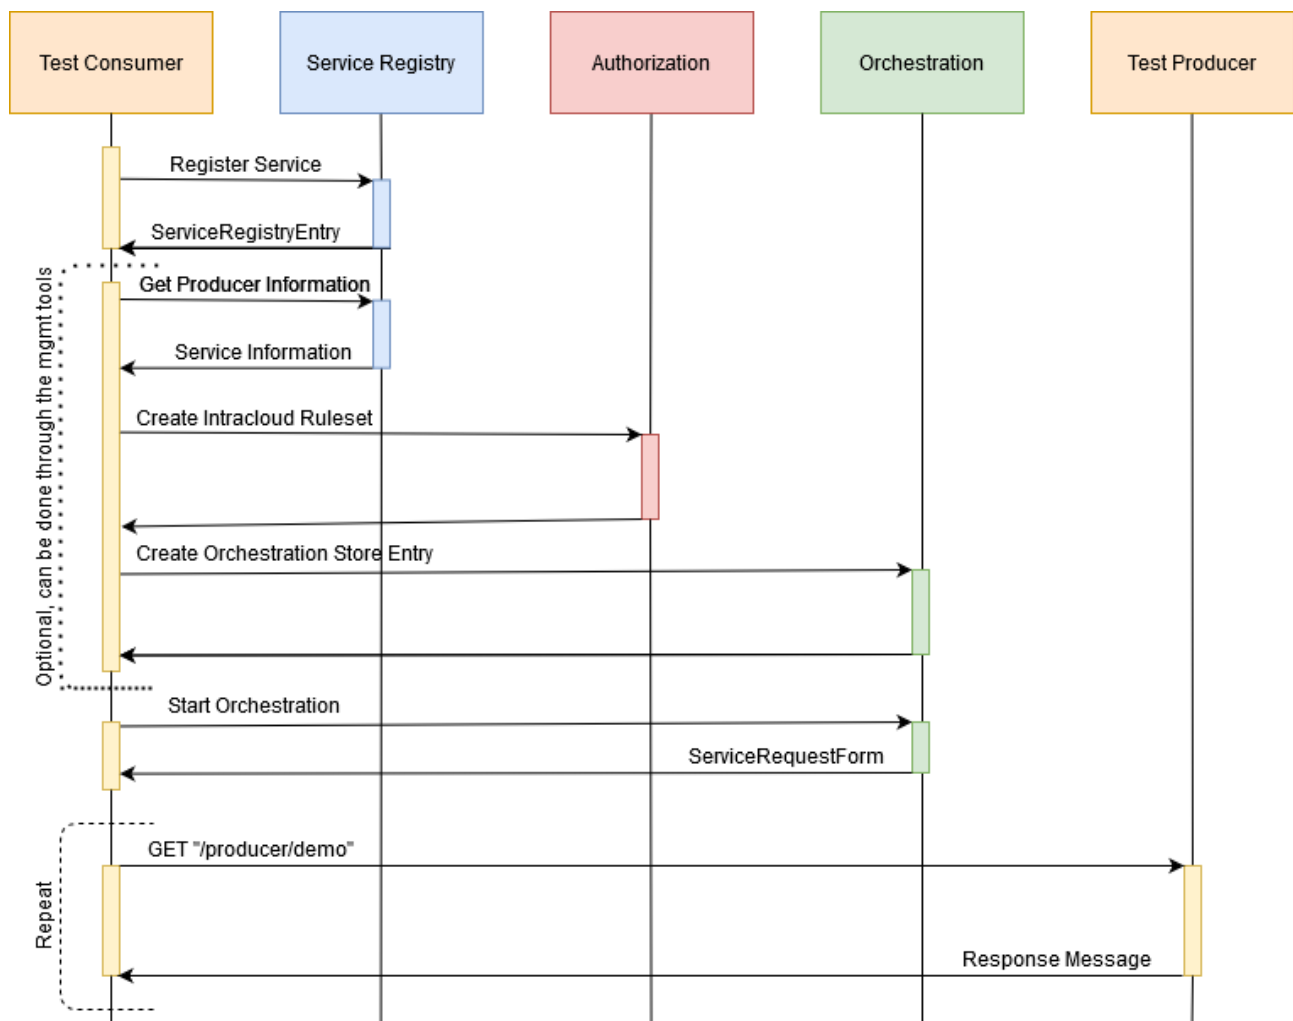 Test Consumer
Service Registry
Authorization
Orchestration
Test Producer
Register Service
ServiceRegistryEntry
Optional, can be done through the mgmt tools
Get Producer Information
Service Information
Create Intracloud Ruleset
Create Orchestration Store Entry
Start Orchestration
ServiceRequestForm
Repeat
GET "/producer/demo"
Response Message